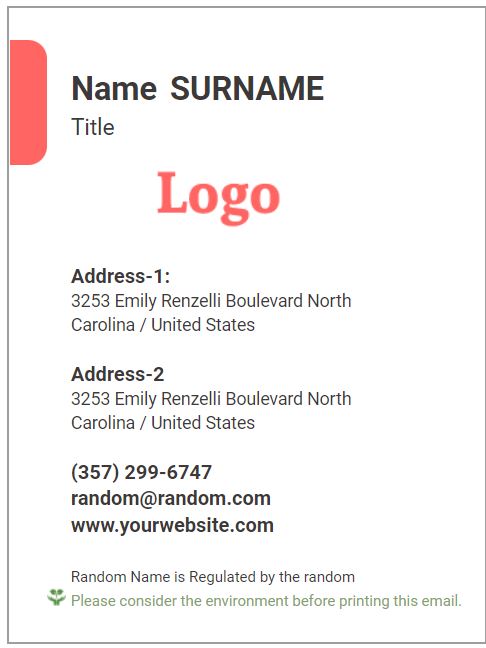 Name SURNAME
Title
Logo
Address-1:
3253 Emily Renzelli Boulevard North
Carolina / United States
Address-2
3253 Emily Renzelli Boulevard North
Carolina / United States
(357) 299-6747
random@random.com
www.yourwebsite.com
Random Name is Regulated by the random
Please consider the environment before printing this email.